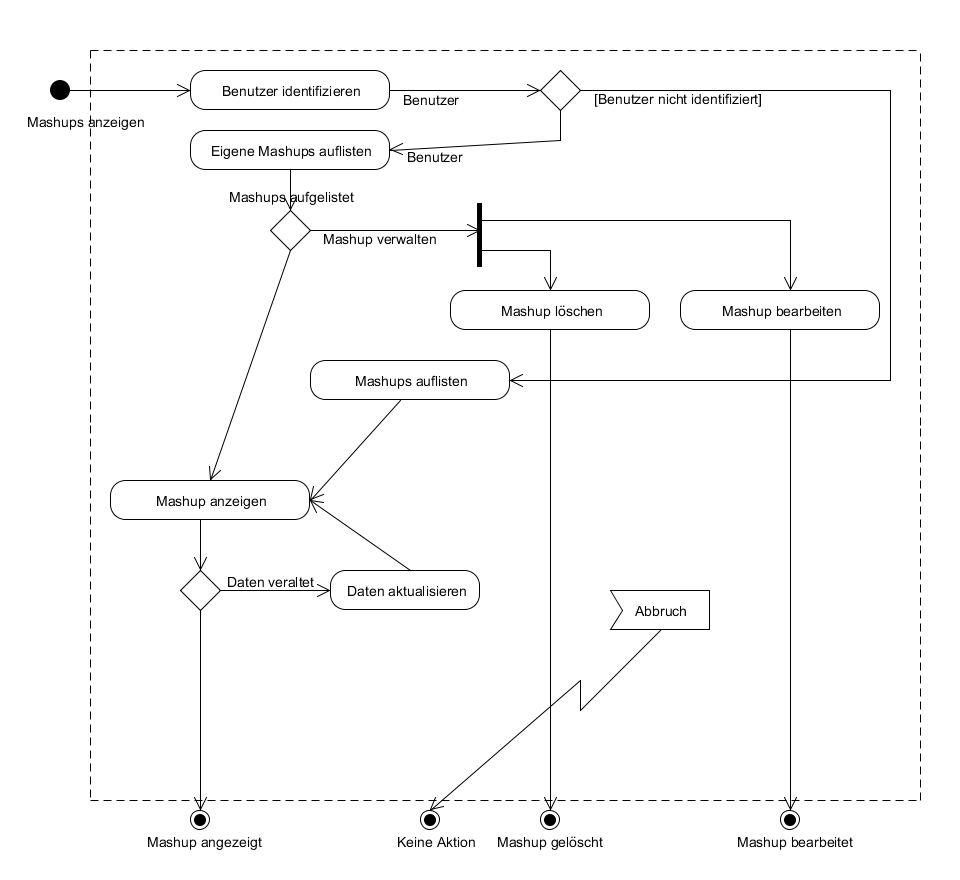 Benutzer identifizieren
Benutzer
[Benutzer nicht identifiziert]
Mashups anzeigen
Eigene Mashups auflisten
Benutzer
Mashups aufgelistet
Mashup verwalten
Mashup löschen
Mashup bearbeiten
Mashups auflisten
Mashup anzeigen
Daten veraltet
Daten aktualisieren
Abbruch
Mashup angezeigt
Keine Aktion
Mashup gelöscht
Mashup bearbeitet